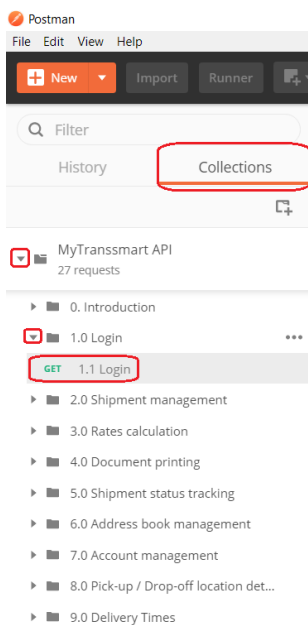 Postman
File Edit View Help
New Import Runner
Filter
History Collections
MyTranssmart API
27 requests
0. Introduction
1.0 Login
GET 1.1 Login
2.0 Shipment management
3.0 Rates calculation
4.0 Document printing
5.0 Shipment status tracking
6.0 Address book management
7.0 Account management
8.0 Pick-up / Drop-off location det...
9.0 Delivery Times